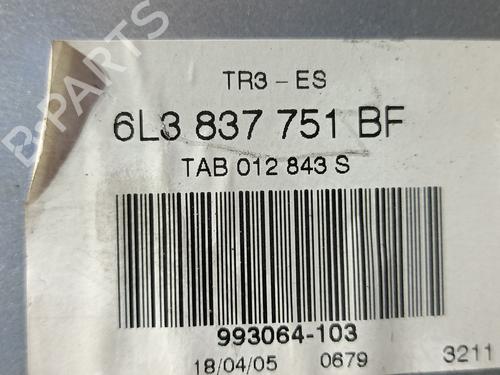 TR3 - ES
6L3 837 751 BF
TAB 012 843 S
993064-103
18/04/05 0679 3211
B-Parts